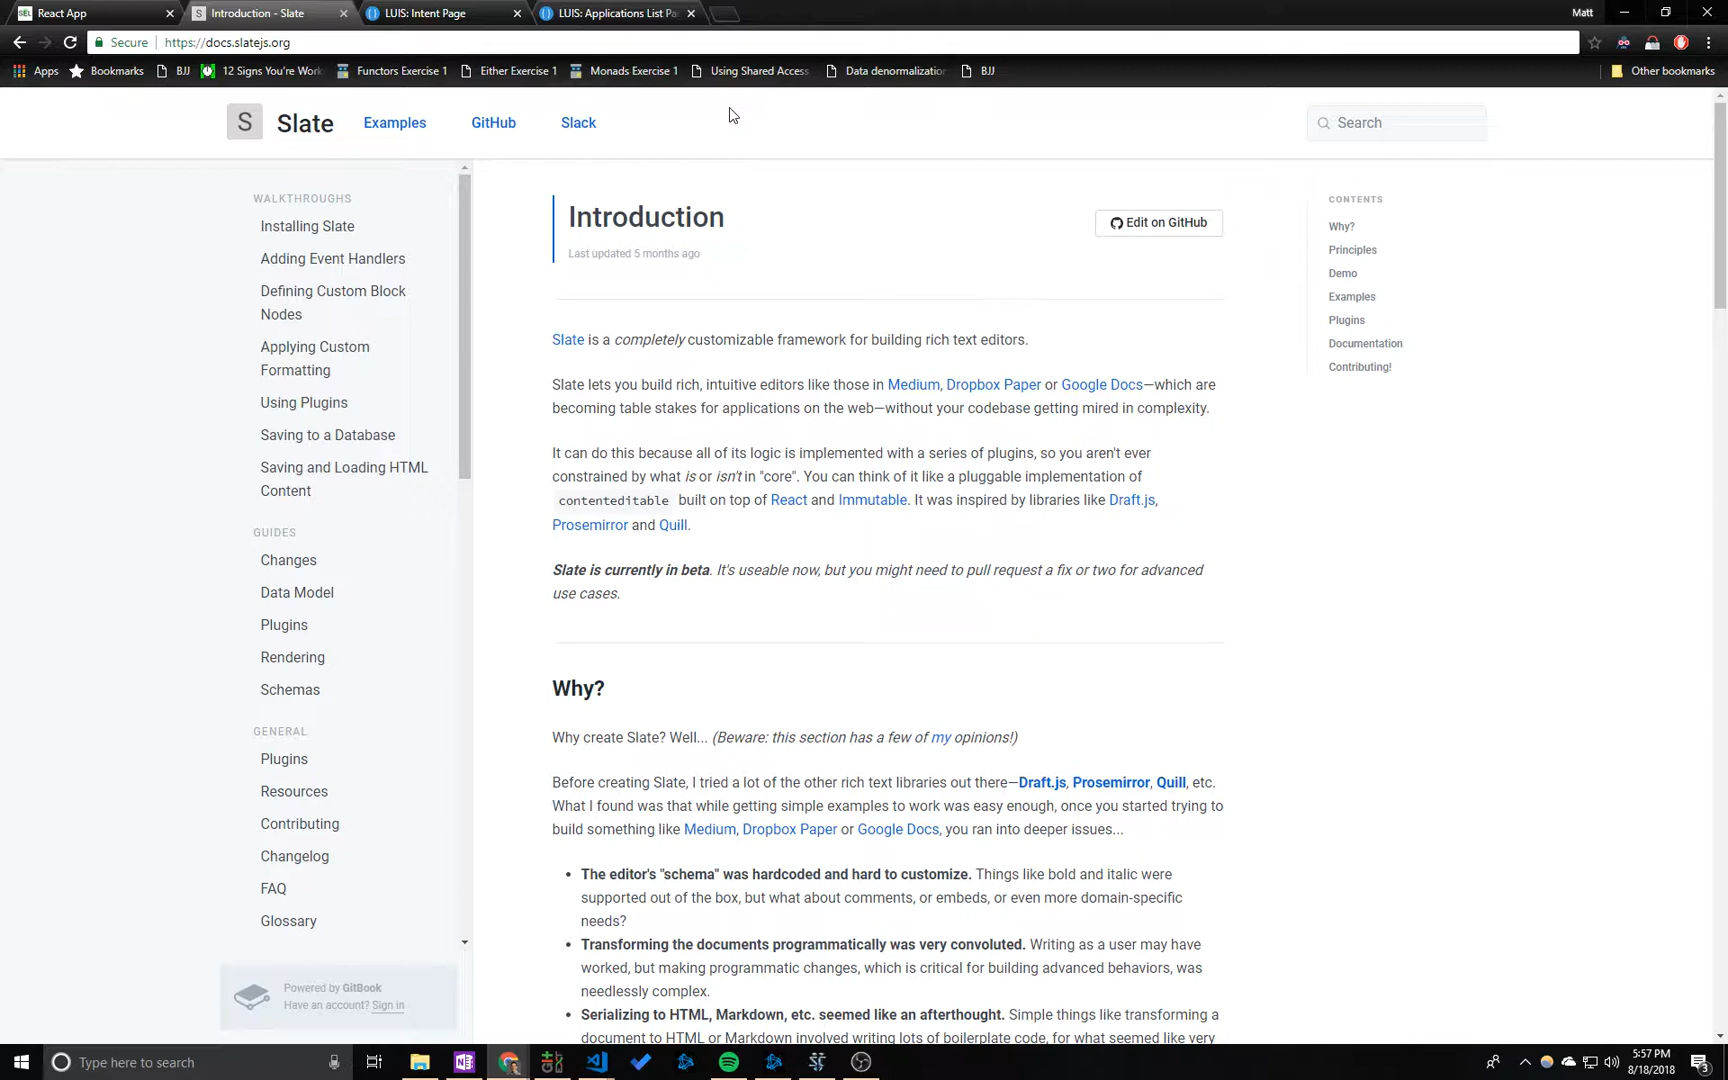 React App
Introduction - Slate
LUIS: Intent Page
LUIS: Applications List Pa
Matt
Secure
https://docs.slatejs.org
Apps
Bookmarks
BJJ
12 Signs You're Work
Functors Exercise 1
Either Exercise 1
Monads Exercise 1
Using Shared Access
Data denormalization
BJJ
Other bookmarks
S
Slate
Examples
GitHub
Slack
Search
WALKTHROUGHS
Installing Slate
Adding Event Handlers
Defining Custom Block
Nodes
Applying Custom
Formatting
Using Plugins
Saving to a Database
Saving and Loading HTML
Content
GUIDES
Changes
Data Model
Plugins
Rendering
Schemas
GENERAL
Plugins
Resources
Contributing
Changelog
FAQ
Glossary
Powered by GitBook
Have an account? Sign in
Introduction
Edit on GitHub
Last updated 5 months ago
Slate is a completely customizable framework for building rich text editors.
Slate lets you build rich, intuitive editors like those in Medium, Dropbox Paper or Google Docs—which are
becoming table stakes for applications on the web—without your codebase getting mired in complexity.
It can do this because all of its logic is implemented with a series of plugins, so you aren't ever
constrained by what is or isn't in "core". You can think of it like a pluggable implementation of
contenteditable built on top of React and Immutable. It was inspired by libraries like Draft.js,
Prosemirror and Quill.
Slate is currently in beta. It's useable now, but you might need to pull request a fix or two for advanced
use cases.
Why?
Why create Slate? Well... (Beware: this section has a few of my opinions!)
Before creating Slate, I tried a lot of the other rich text libraries out there—Draft.js, Prosemirror, Quill, etc.
What I found was that while getting simple examples to work was easy enough, once you started trying to
build something like Medium, Dropbox Paper or Google Docs, you ran into deeper issues...
• The editor's "schema" was hardcoded and hard to customize. Things like bold and italic were
supported out of the box, but what about comments, or embeds, or even more domain-specific
needs?
• Transforming the documents programmatically was very convoluted. Writing as a user may have
worked, but making programmatic changes, which is critical for building advanced behaviors, was
needlessly complex.
• Serializing to HTML, Markdown, etc. seemed like an afterthought. Simple things like transforming a
document to HTML or Markdown involved writing lots of boilerplate code, for what seemed like very
CONTENTS
Why?
Principles
Demo
Examples
Plugins
Documentation
Contributing!
Type here to search
5:57 PM
8/18/2018
3